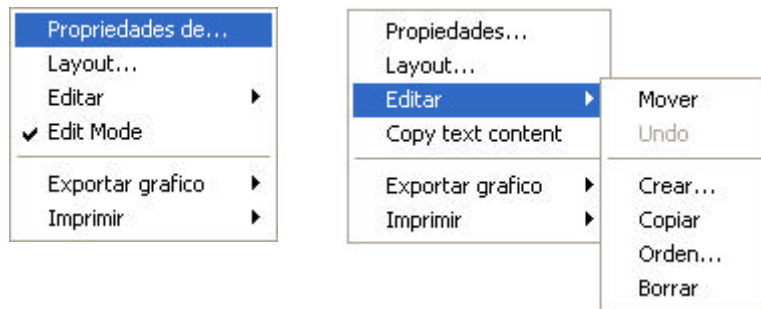 Propriedades de...
Layout...
Editar
Edit Mode
Exportar grafico
Imprimir
Propiedades...
Layout...
Editar
Copy text content
Exportar grafico
Imprimir
Mover
Undo
Crear...
Copiar
Orden...
Borrar